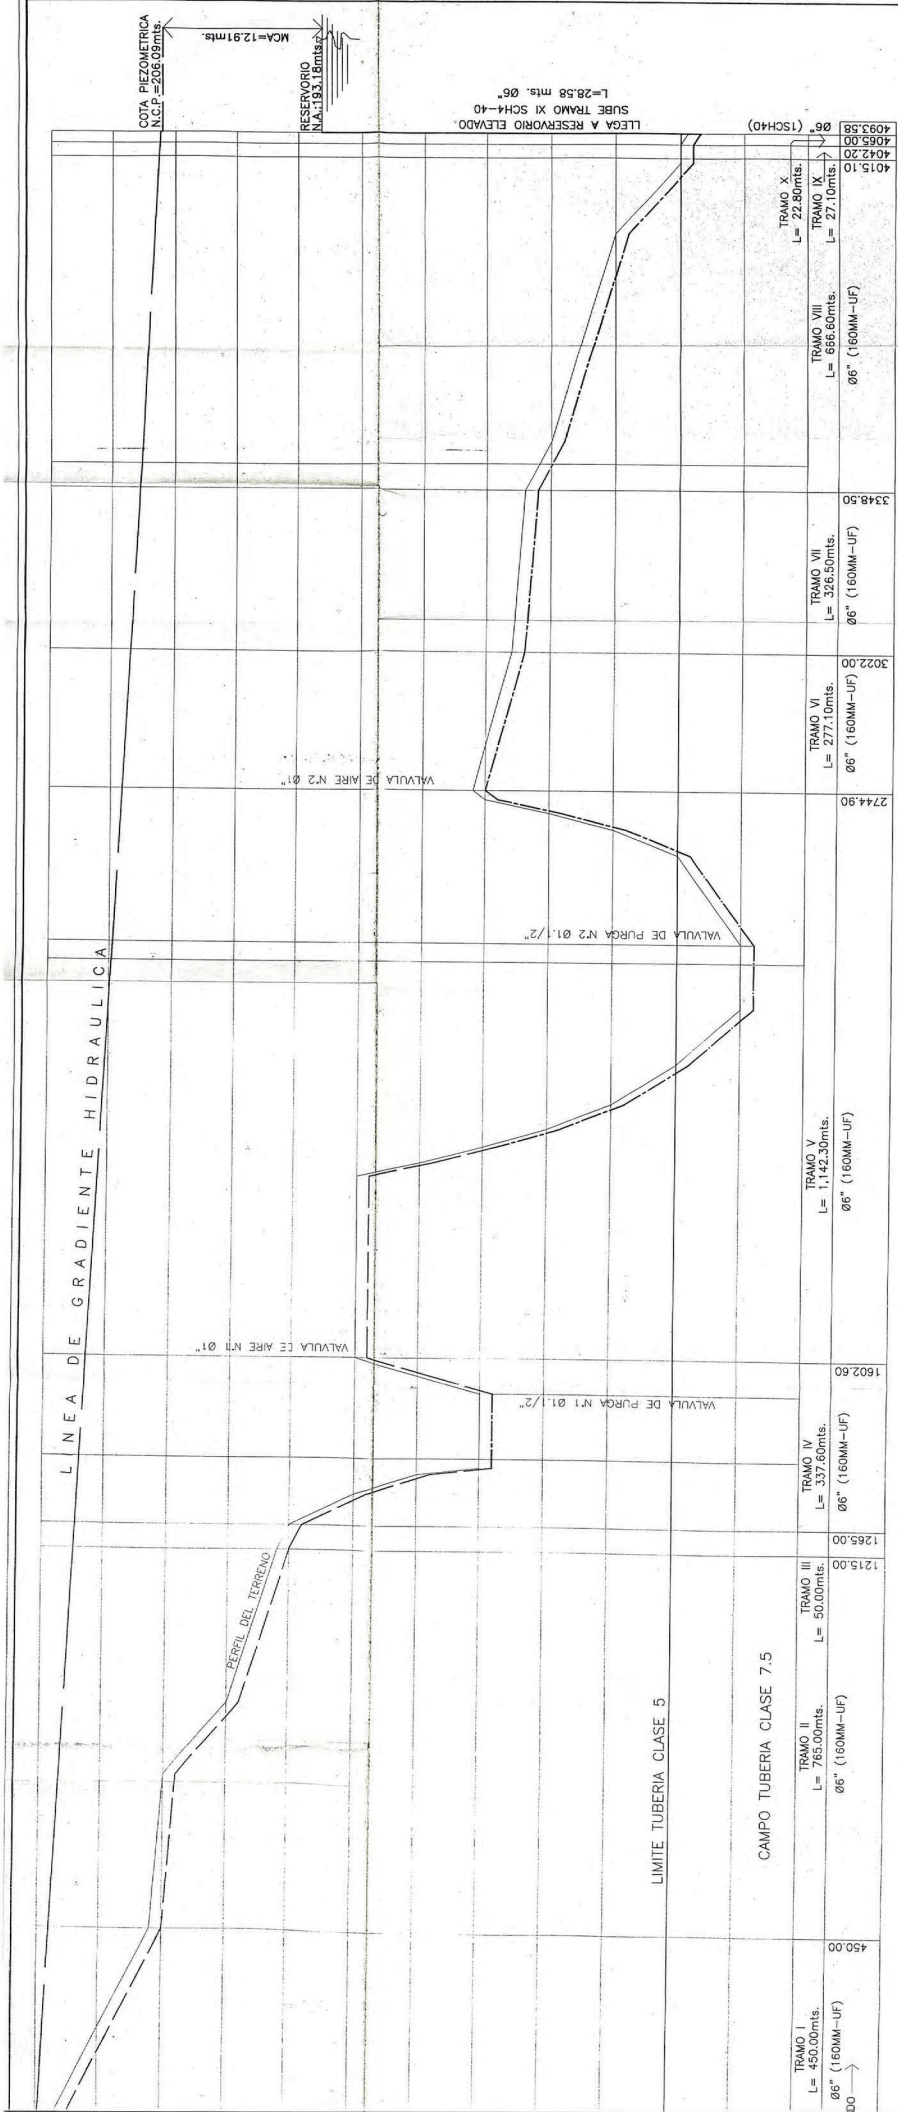 COTA PIEZOMETRICA
N.C.P.=206.09mts.
MCA=12.91mts.
RESERVORIO
N.A.:193.18mts.
LLEGA A RESERVORIO ELEVADO
SUBE TRAMO XI SCH4-40
L=28.58 mts. Ø6"
LINEA DE GRADIENTE HIDRAULICA
PERFIL DEL TERRENO
VALVULA DE AIRE N°1 Ø1"
VALVULA DE PURGA N°1 Ø1.1/2"
VALVULA DE PURGA N°2 Ø1.1/2"
VALVULA DE AIRE N°2 Ø1"
LIMITE TUBERIA CLASE 5
CAMPO TUBERIA CLASE 7.5
TRAMO I
L= 450.00mts.
Ø6" (160MM-UF)
DO
450.00
TRAMO II
L= 765.00mts.
Ø6" (160MM-UF)
1215.00
TRAMO III
L= 50.00mts.
1265.00
TRAMO IV
L= 337.60mts.
Ø6" (160MM-UF)
1602.60
TRAMO V
L= 1,142.30mts.
Ø6" (160MM-UF)
2744.90
TRAMO VI
L= 277.10mts.
Ø6" (160MM-UF)
3022.00
TRAMO VII
L= 326.50mts.
Ø6" (160MM-UF)
3348.50
TRAMO VIII
L= 666.60mts.
Ø6" (160MM-UF)
4015.10
TRAMO IX
L= 27.10mts.
4042.20
TRAMO X
L= 22.80mts.
4065.00
4093.58
Ø6" (1SCH40)